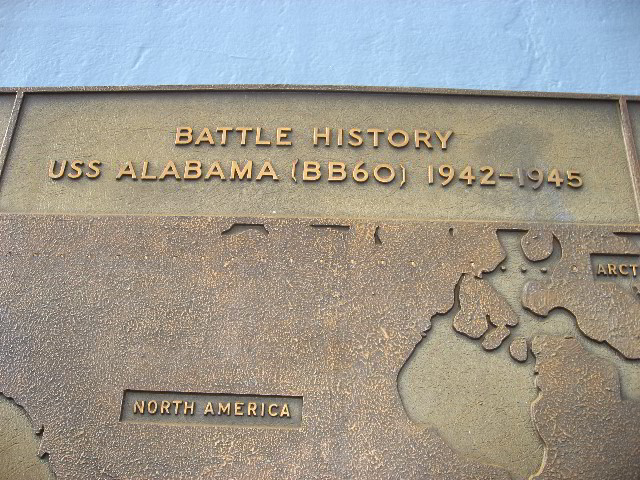 BATTLE HISTORY
USS ALABAMA (BB60) 1942-1945
ARCT
NORTH AMERICA